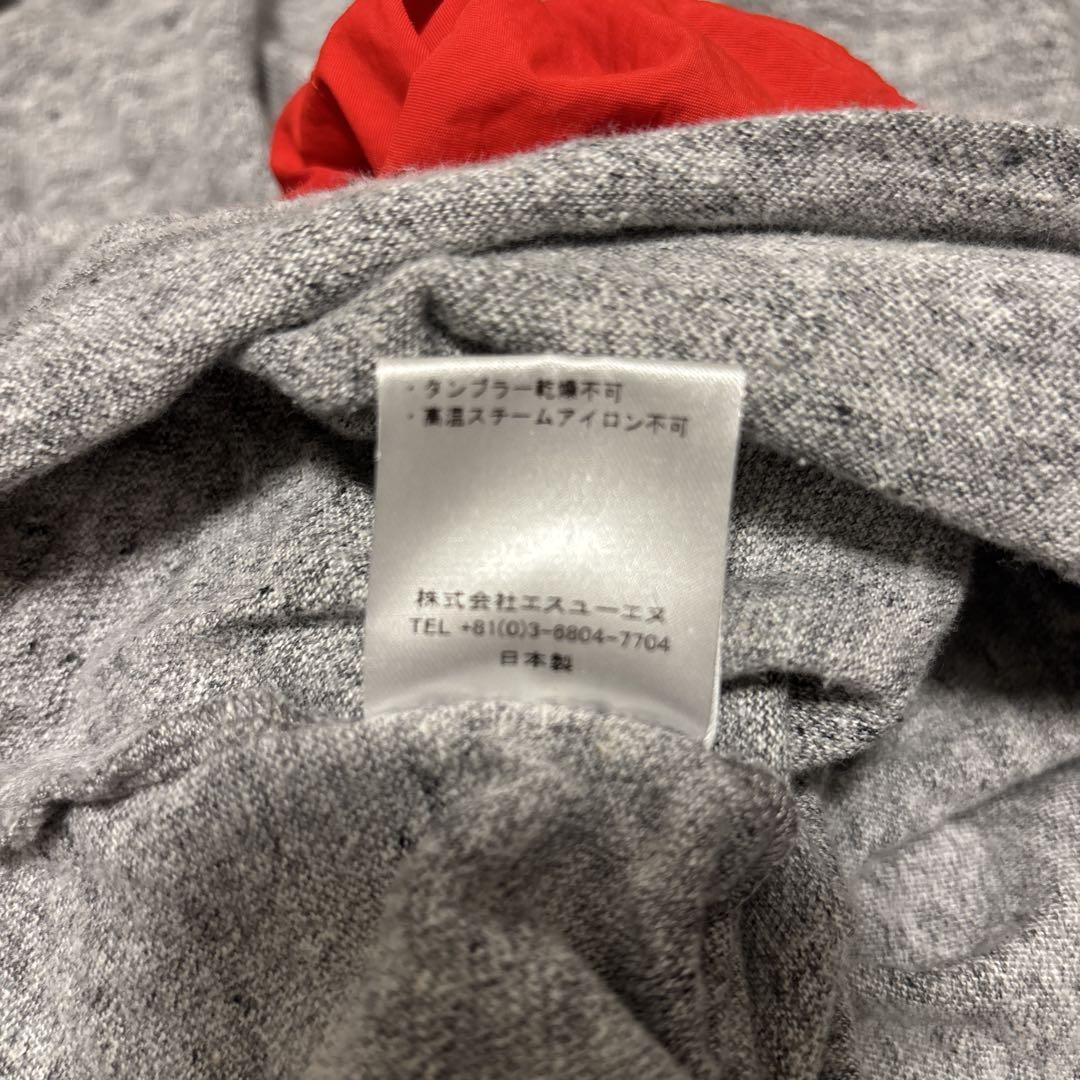 ・タンブラー乾燥不可
・高温スチームアイロン不可
株式会社エスユーエヌ
TEL +81(0)3-6804-7704
日本製